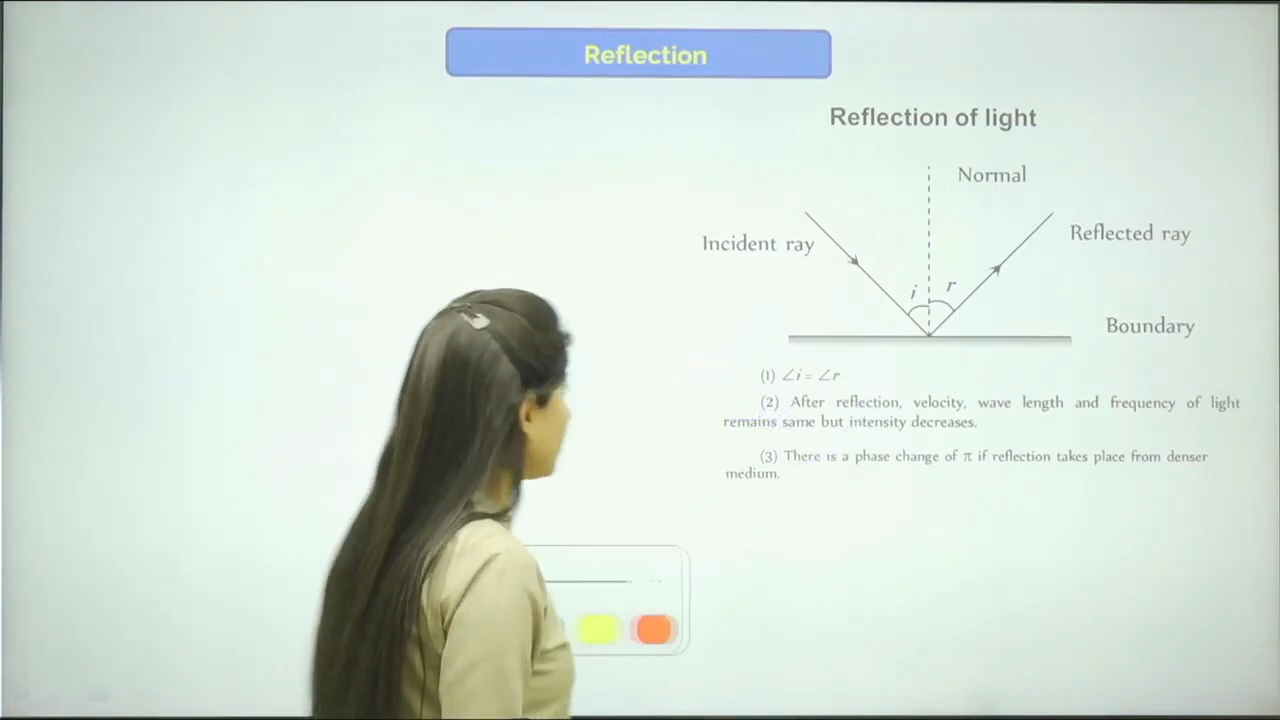 Reflection
Reflection of light
Normal
Incident ray
Reflected ray
i
r
Boundary
(1) ∠i = ∠r
(2) After reflection, velocity, wave length and frequency of light
remains same but intensity decreases.
(3) There is a phase change of π if reflection takes place from denser
medium.